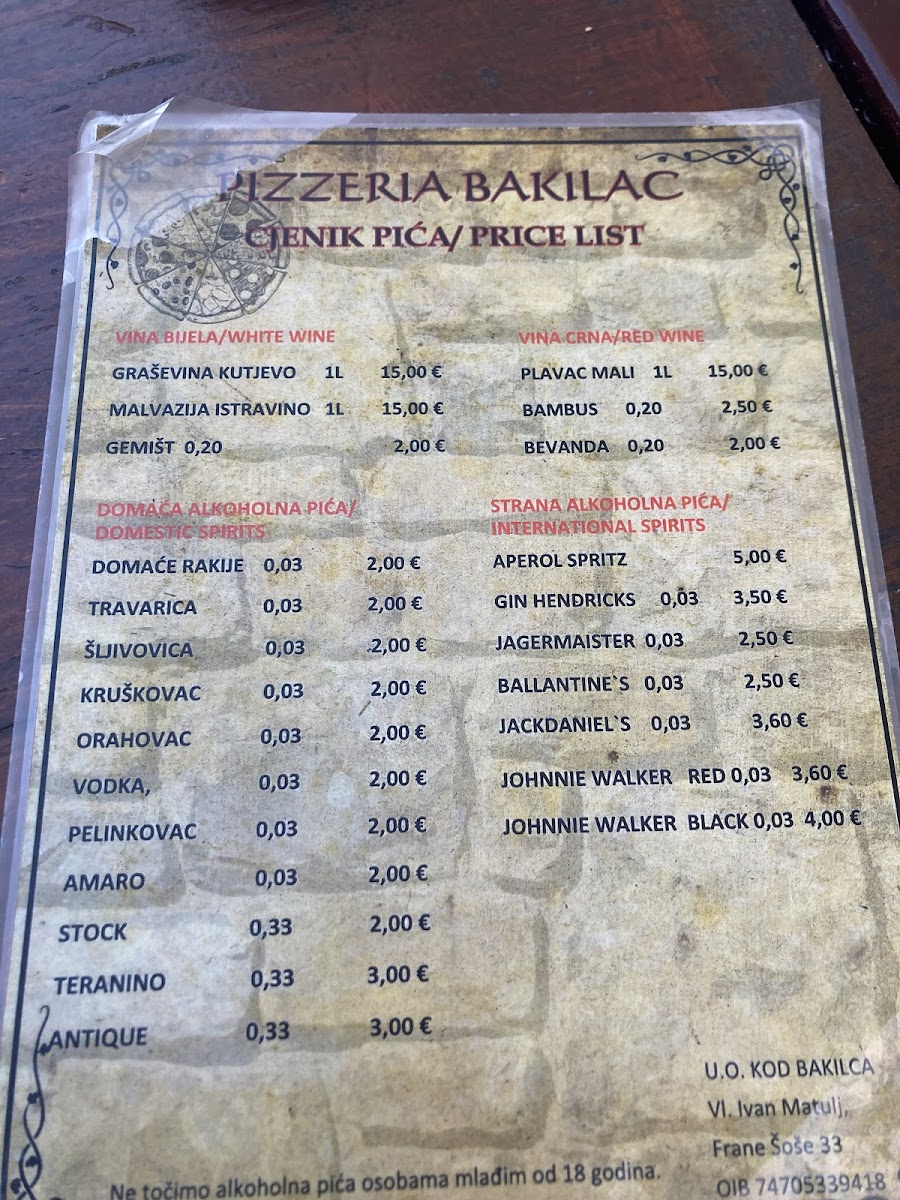 PIZZERIA BAKILAC
CJENIK PIĆA/ PRICE LIST
VINA BIJELA/WHITE WINE
GRAŠEVINA KUTJEVO 1L 15,00 €
MALVAZIJA ISTRAVINO 1L 15,00 €
GEMIŠT 0,20 2,00 €
VINA CRNA/RED WINE
PLAVAC MALI 1L 15,00 €
BAMBUS 0,20 2,50 €
BEVANDA 0,20 2,00 €
DOMAĆA ALKOHOLNA PIĆA/
DOMESTIC SPIRITS
DOMAĆE RAKIJE 0,03 2,00 €
TRAVARICA 0,03 2,00 €
ŠLJIVOVICA 0,03 2,00 €
KRUŠKOVAC 0,03 2,00 €
ORAHOVAC 0,03 2,00 €
VODKA, 0,03 2,00 €
PELINKOVAC 0,03 2,00 €
AMARO 0,03 2,00 €
STOCK 0,33 2,00 €
TERANINO 0,33 3,00 €
ANTIQUE 0,33 3,00 €
STRANA ALKOHOLNA PIĆA/
INTERNATIONAL SPIRITS
APEROL SPRITZ 5,00 €
GIN HENDRICKS 0,03 3,50 €
JAGERMAISTER 0,03 2,50 €
BALLANTINE`S 0,03 2,50 €
JACKDANIEL`S 0,03 3,60 €
JOHNNIE WALKER RED 0,03 3,60 €
JOHNNIE WALKER BLACK 0,03 4,00 €
U.O. KOD BAKILCA
Vl. Ivan Matulj,
Frane Šoše 33
OIB 74705339418
Ne točimo alkoholna pića osobama mlađim od 18 godina.